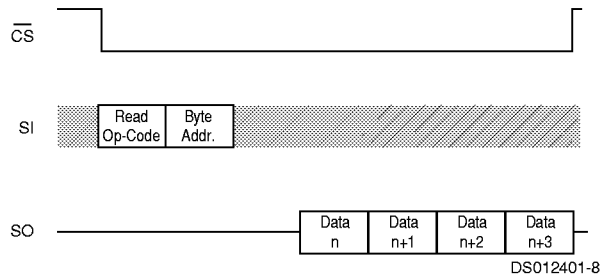 CS
SI
Read
Op-Code
Byte
Addr.
SO
Data
n
Data
n+1
Data
n+2
Data
n+3
DS012401-8